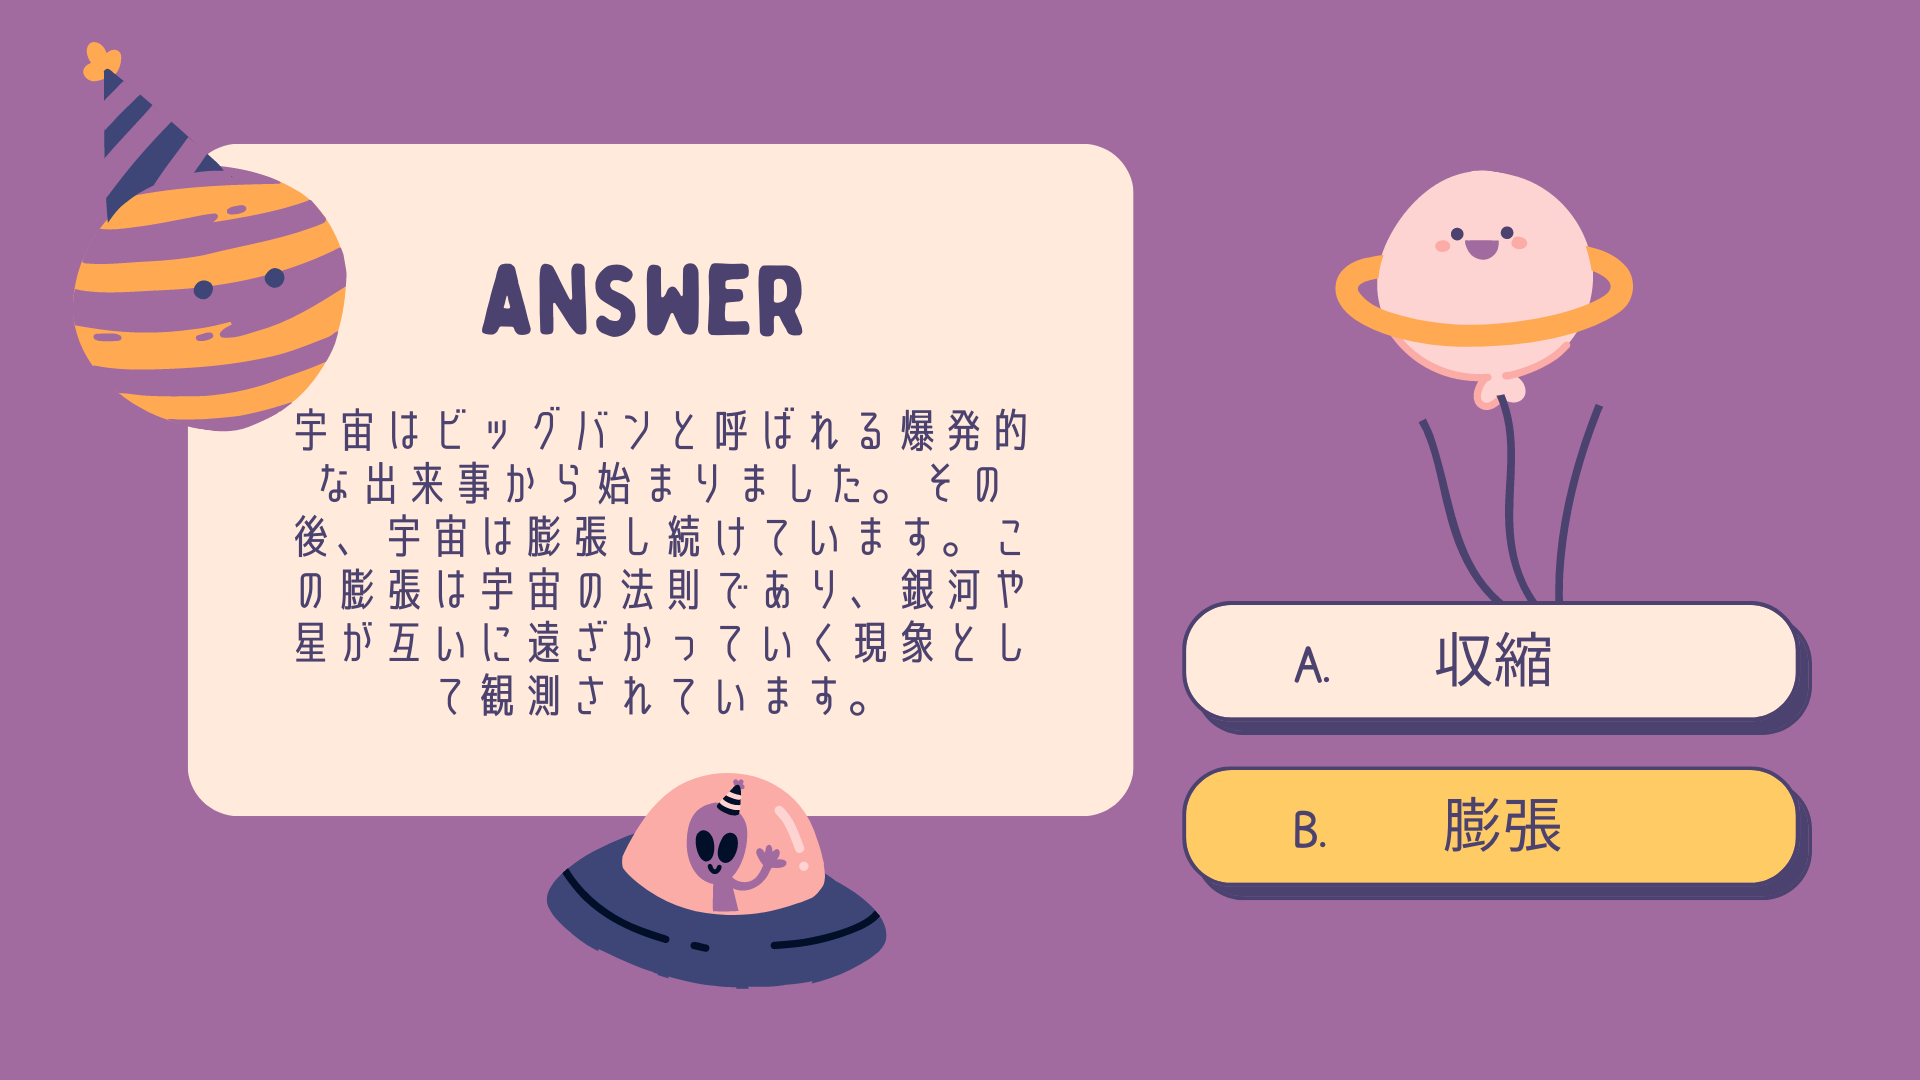 ANSWER
宇宙はビッグバンと呼ばれる爆発的
な出来事から始まりました。その
後、宇宙は膨張し続けています。こ
の膨張は宇宙の法則であり、銀河や
星が互いに遠ざかっていく現象とし
て観測されています。
A. 収縮
B. 膨張